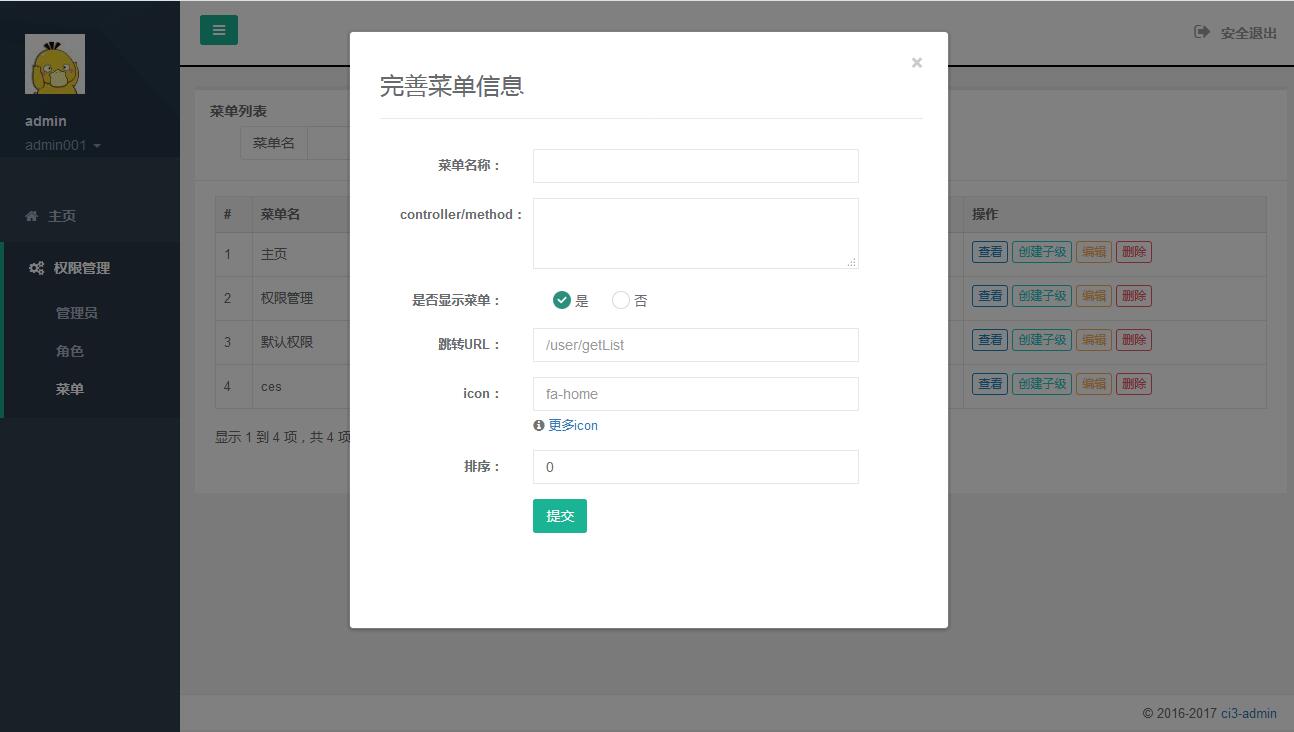 admin
admin001
主页
权限管理
管理员
角色
菜单
安全退出
菜单列表
菜单名
# 菜单名 操作
1 主页 查看 创建子级 编辑 删除
2 权限管理 查看 创建子级 编辑 删除
3 默认权限 查看 创建子级 编辑 删除
4 ces 查看 创建子级 编辑 删除
显示 1 到 4 项，共 4 项
×
完善菜单信息
菜单名称：
controller/method：
是否显示菜单： 是 否
跳转URL： /user/getList
icon： fa-home
更多icon
排序： 0
提交
© 2016-2017 ci3-admin